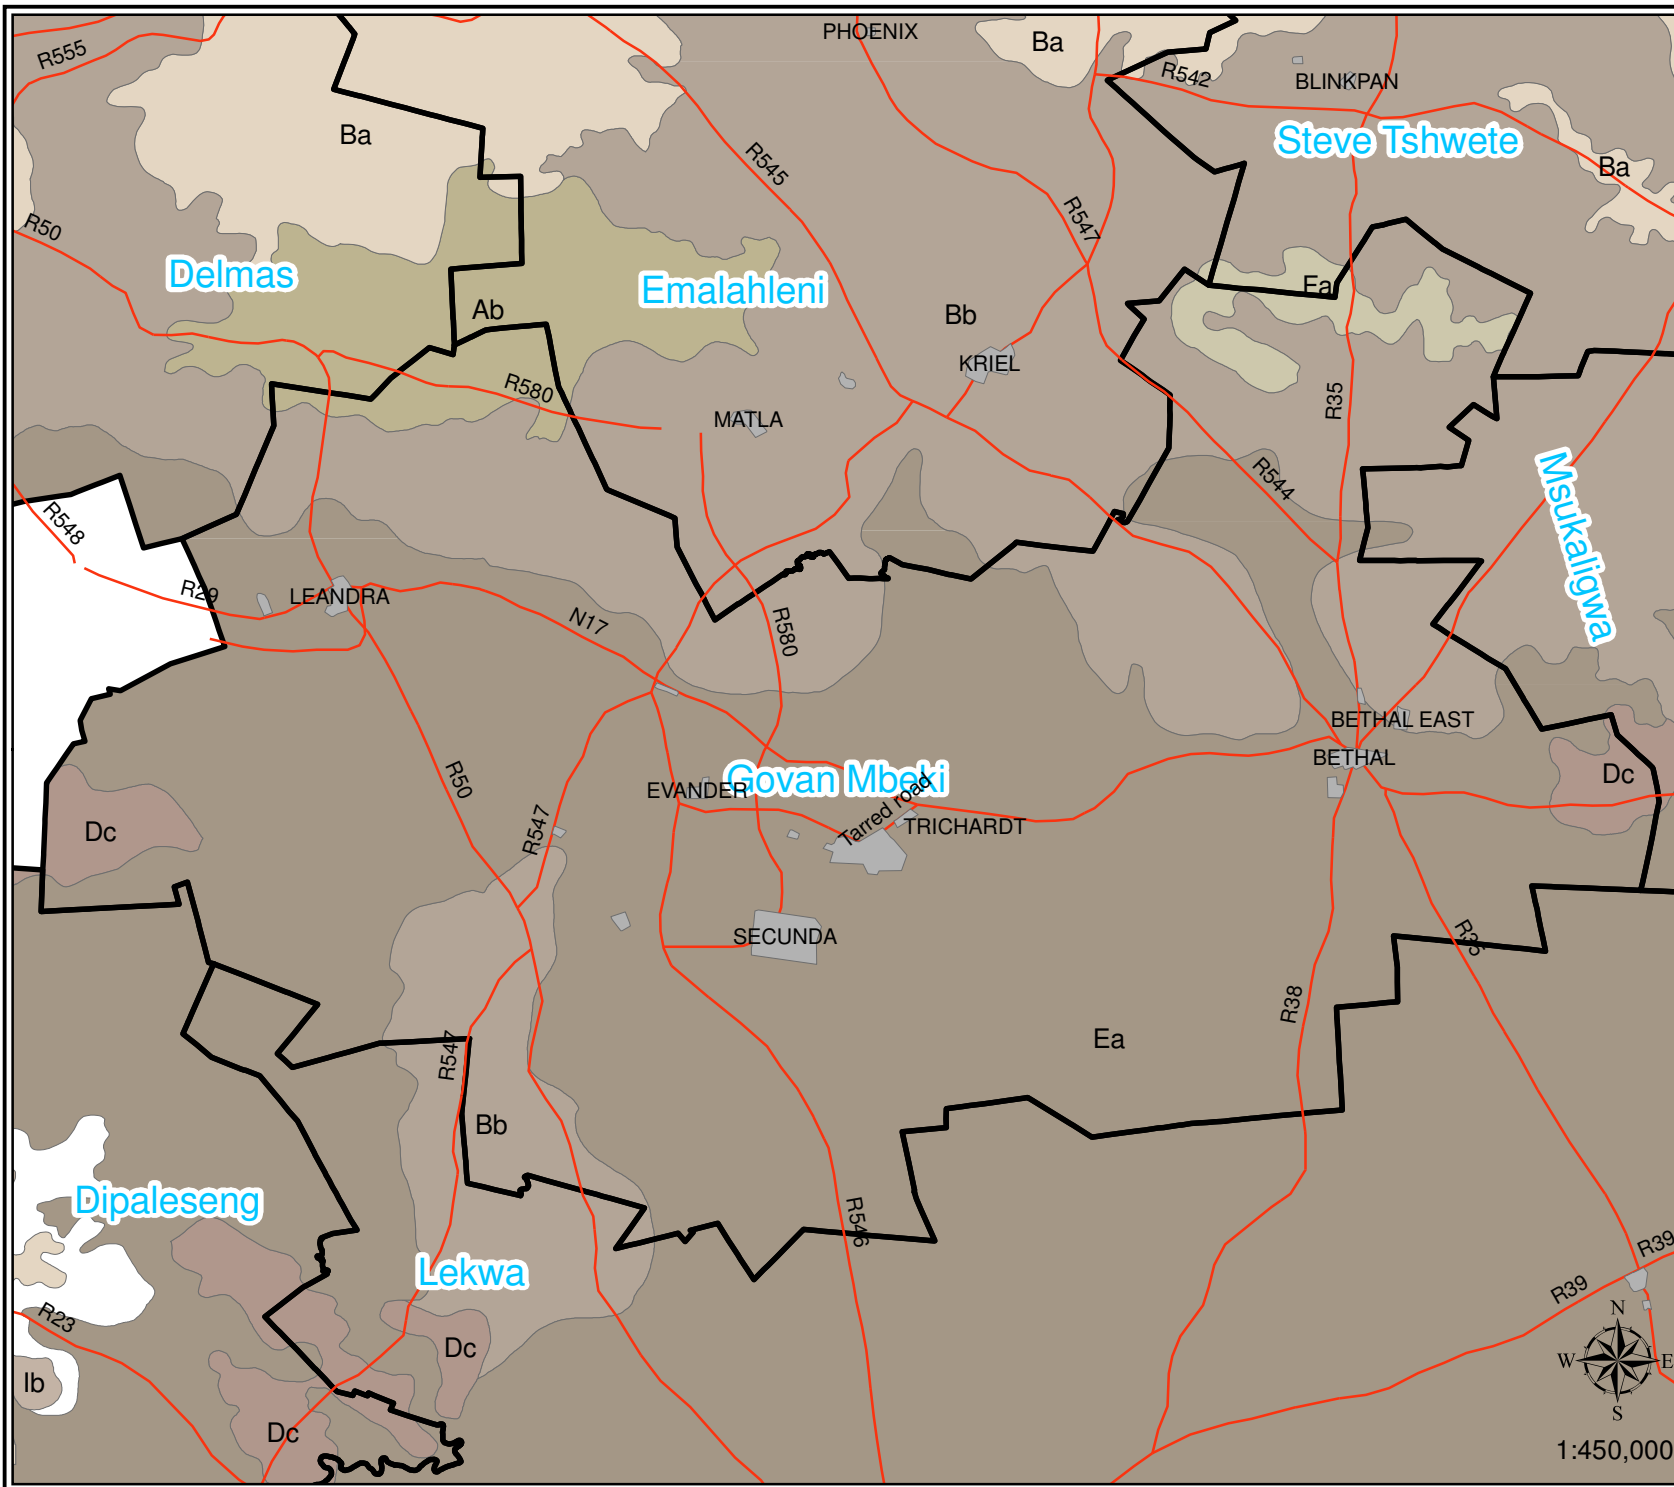 PHOENIX
R555
Ba
R542
BLINKPAN
Ba
Steve Tshwete
R545
Ba
R547
R50
Delmas
Emalahleni
Ea
Ab
Bb
KRIEL
R580
R35
MATLA
R544
Msukaligwa
R548
R29
LEANDRA
N17
R580
BETHAL EAST
BETHAL
Govan Mbeki
EVANDER
Tarred road
TRICHARDT
R50
Dc
Dc
R547
SECUNDA
R35
R38
Ea
R547
Bb
Dipaleseng
R546
R39
Lekwa
R39
R23
Dc
Ib
Dc
N
W
E
S
1:450,000